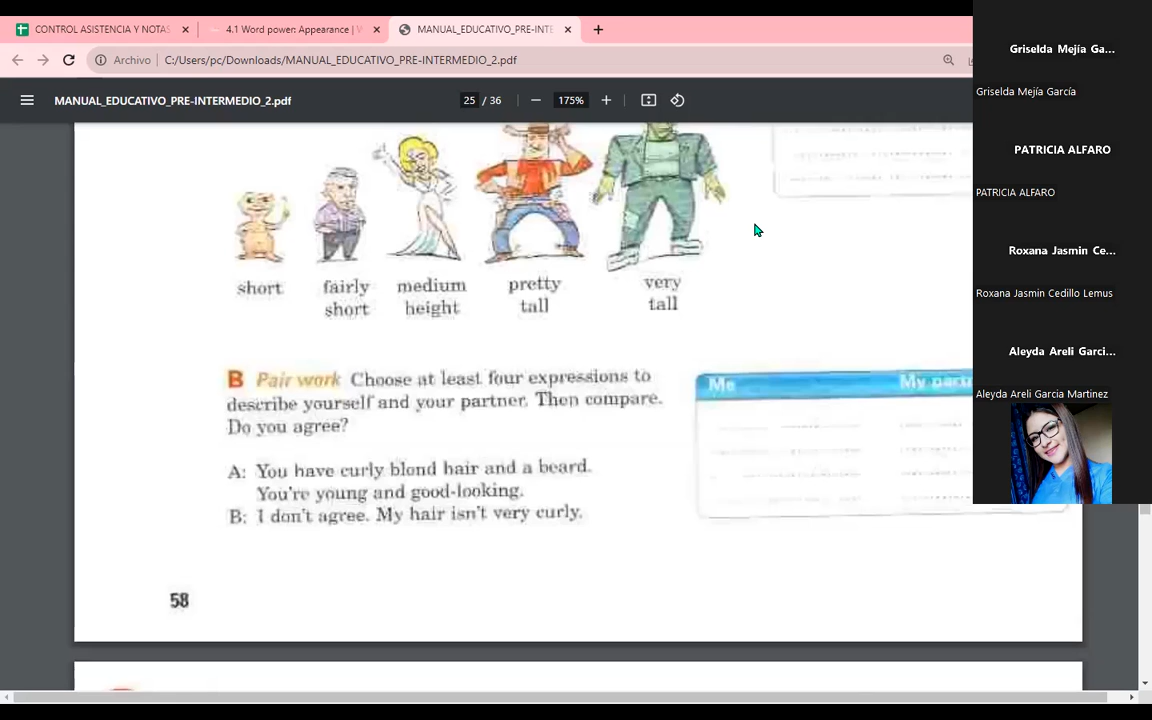 CONTROL ASISTENCIA Y NOTAS
4.1 Word power: Appearance |
MANUAL_EDUCATIVO_PRE-INTE
Archivo
C:/Users/pc/Downloads/MANUAL_EDUCATIVO_PRE-INTERMEDIO_2.pdf
MANUAL_EDUCATIVO_PRE-INTERMEDIO_2.pdf
25 / 36
175%
short
fairly
short
medium
height
pretty
tall
very
tall
B Pair work Choose at least four expressions to
describe yourself and your partner. Then compare.
Do you agree?
A: You have curly blond hair and a beard.
You're young and good-looking.
B: I don't agree. My hair isn't very curly.
Me
My
58
Griselda Mejía Ga...
Griselda Mejía García
PATRICIA ALFARO
PATRICIA ALFARO
Roxana Jasmin Ce...
Roxana Jasmin Cedillo Lemus
Aleyda Areli Garci...
Aleyda Areli Garcia Martinez